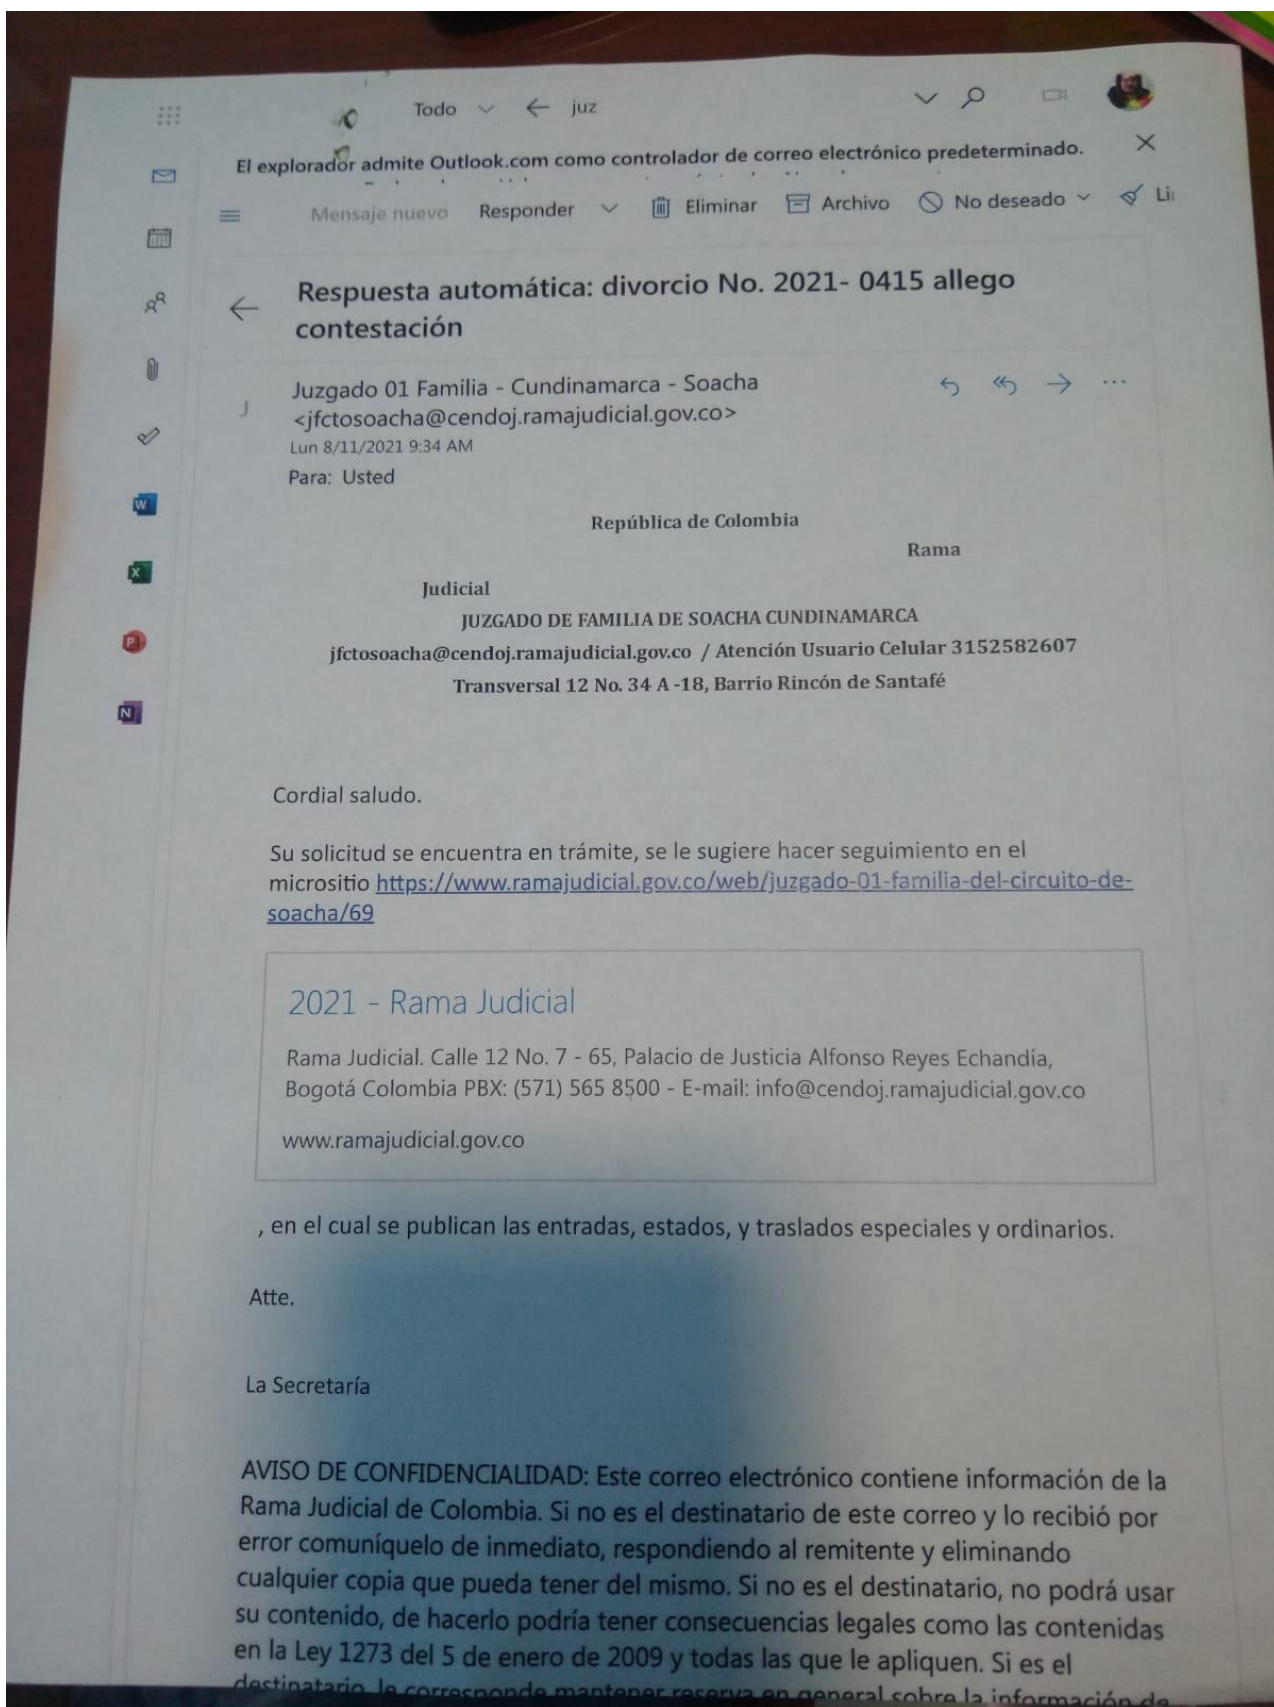 Todo juz
El explorador admite Outlook.com como controlador de correo electrónico predeterminado.
Mensaje nuevo Responder Eliminar Archivo No deseado
Respuesta automática: divorcio No. 2021- 0415 allego
contestación
J
Juzgado 01 Familia - Cundinamarca - Soacha
<jfctosoacha@cendoj.ramajudicial.gov.co>
Lun 8/11/2021 9:34 AM
Para: Usted
República de Colombia
Rama
Judicial
JUZGADO DE FAMILIA DE SOACHA CUNDINAMARCA
jfctosoacha@cendoj.ramajudicial.gov.co / Atención Usuario Celular 3152582607
Transversal 12 No. 34 A -18, Barrio Rincón de Santafé
Cordial saludo.
Su solicitud se encuentra en trámite, se le sugiere hacer seguimiento en el
micrositio https://www.ramajudicial.gov.co/web/juzgado-01-familia-del-circuito-de-
soacha/69
2021 - Rama Judicial
Rama Judicial. Calle 12 No. 7 - 65, Palacio de Justicia Alfonso Reyes Echandía,
Bogotá Colombia PBX: (571) 565 8500 - E-mail: info@cendoj.ramajudicial.gov.co
www.ramajudicial.gov.co
, en el cual se publican las entradas, estados, y traslados especiales y ordinarios.
Atte.
La Secretaría
AVISO DE CONFIDENCIALIDAD: Este correo electrónico contiene información de la
Rama Judicial de Colombia. Si no es el destinatario de este correo y lo recibió por
error comuníquelo de inmediato, respondiendo al remitente y eliminando
cualquier copia que pueda tener del mismo. Si no es el destinatario, no podrá usar
su contenido, de hacerlo podría tener consecuencias legales como las contenidas
en la Ley 1273 del 5 de enero de 2009 y todas las que le apliquen. Si es el
destinatario, le corresponde mantener reserva en general sobre la información de